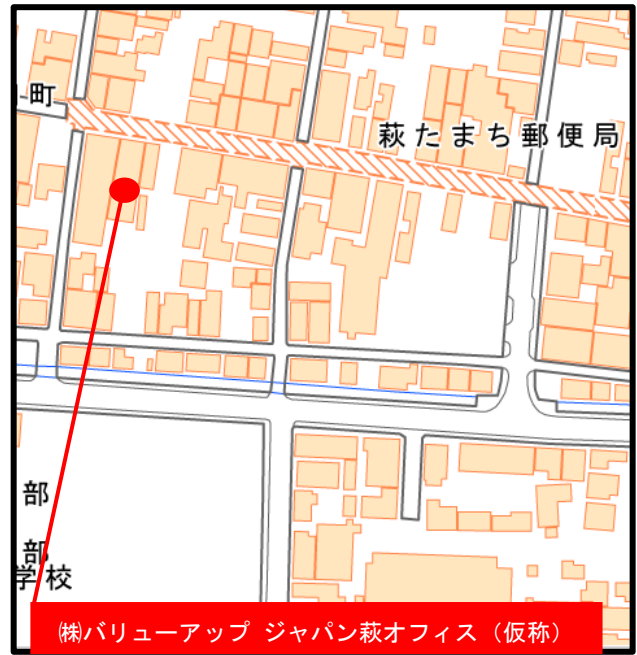 町
萩たまち郵便局
部
部
学校
㈱バリューアップ ジャパン萩オフィス（仮称）